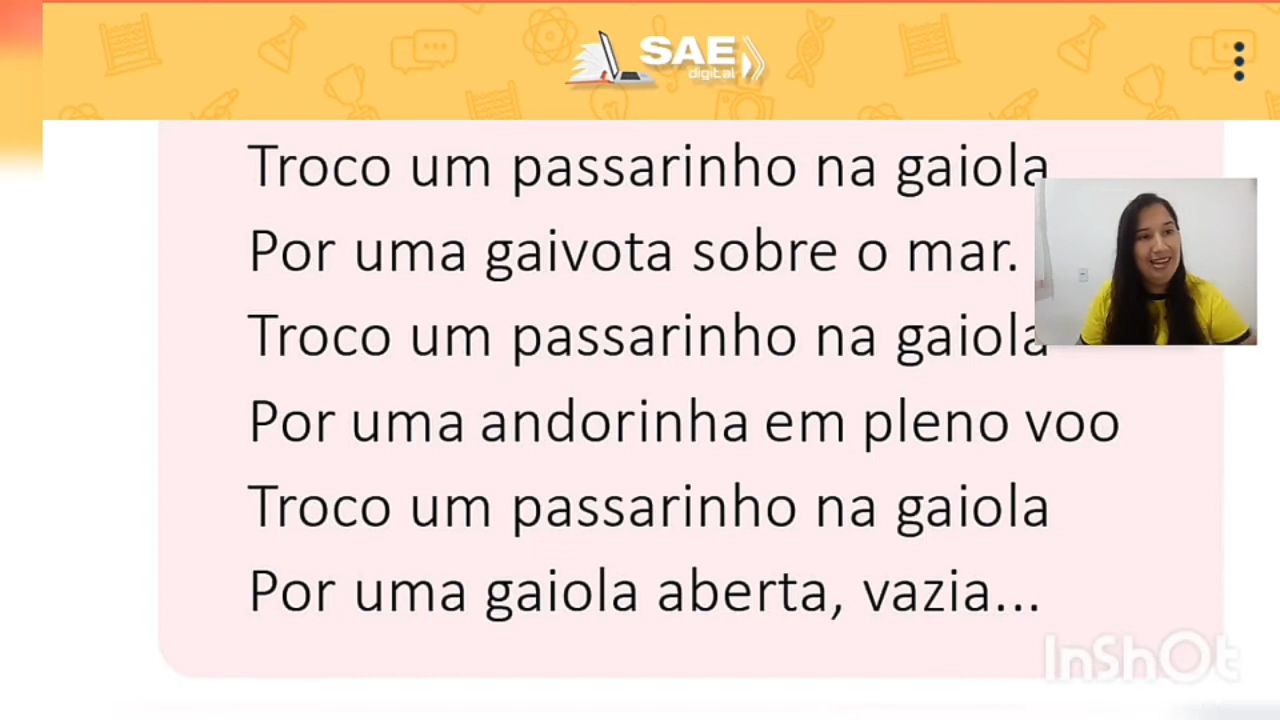 SAE
digital
Troco um passarinho na gaiola
Por uma gaivota sobre o mar.
Troco um passarinho na gaiola
Por uma andorinha em pleno voo
Troco um passarinho na gaiola
Por uma gaiola aberta, vazia...
InShOt